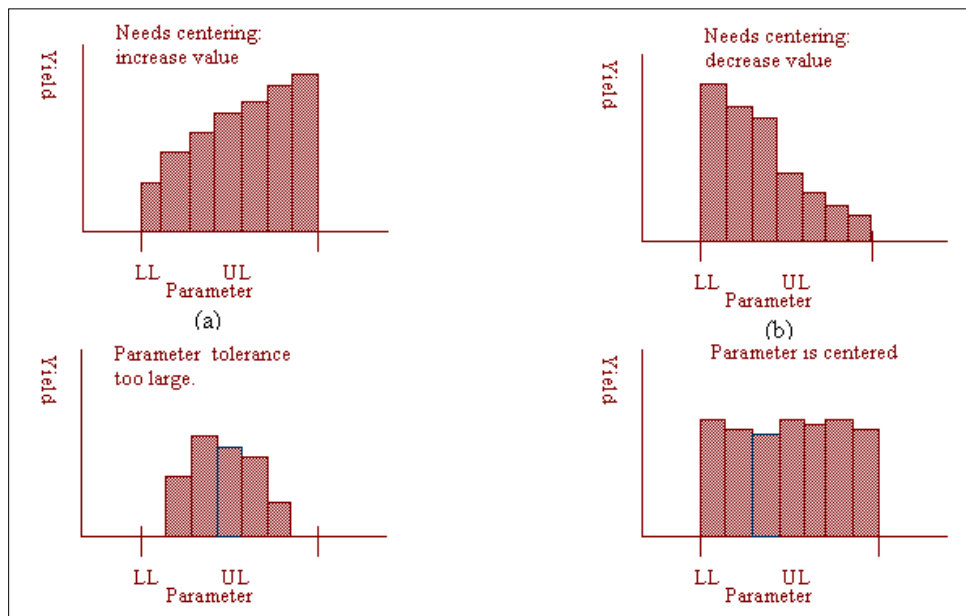 Needs centering:
increase value
Yield
LL UL
Parameter
(a)
Needs centering:
decrease value
Yield
LL UL
Parameter
(b)
Parameter tolerance
too large.
Yield
LL UL
Parameter
Parameter is centered
Yield
LL UL
Parameter